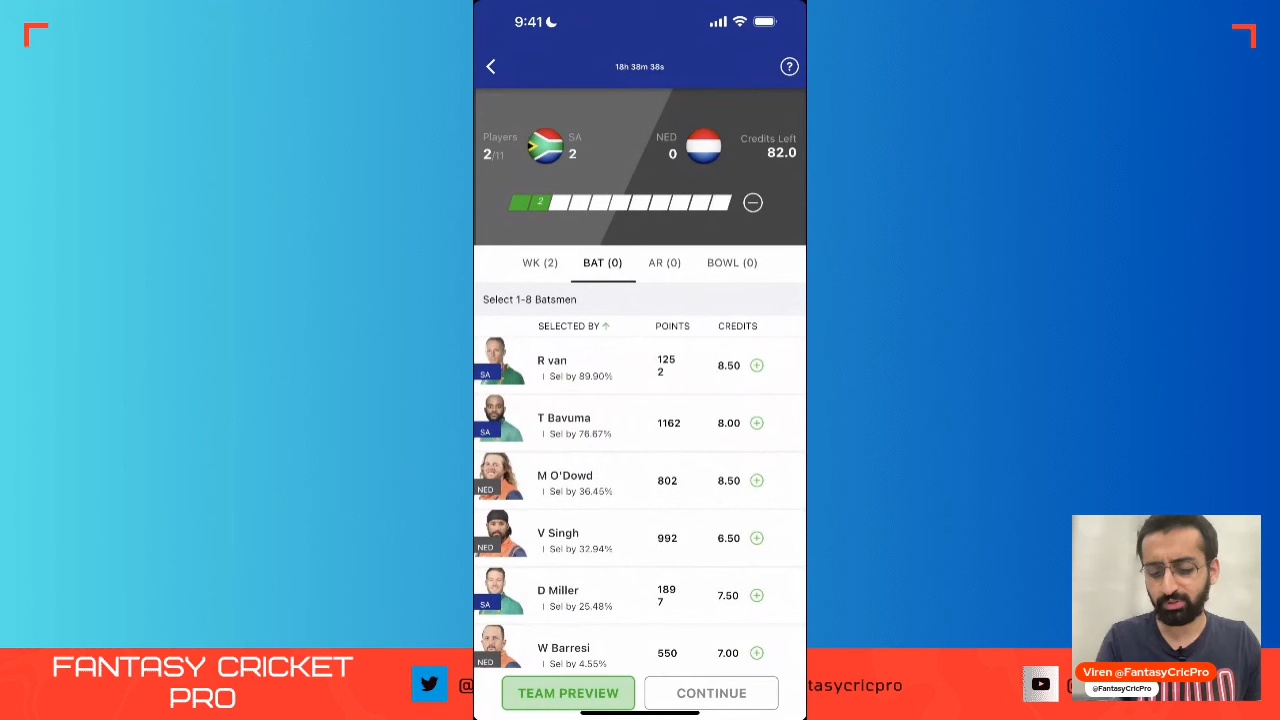 9:41
18h 38m 38s
?
Players
2/11
SA
2
NED
0
Credits Left
82.0
2
WK (2)
BAT (0)
AR (0)
BOWL (0)
Select 1-8 Batsmen
SELECTED BY ↑
POINTS
CREDITS
SA
R van
| Sel by 89.90%
125
2
8.50
SA
T Bavuma
| Sel by 76.67%
1162
8.00
NED
M O'Dowd
| Sel by 36.45%
802
8.50
NED
V Singh
| Sel by 32.94%
992
6.50
SA
D Miller
| Sel by 25.48%
189
7
7.50
NED
W Barresi
| Sel by 4.55%
550
7.00
TEAM PREVIEW
CONTINUE
FANTASY CRICKET
PRO
@
tasycricpro
Viren @FantasyCricPro
@FantasyCricPro